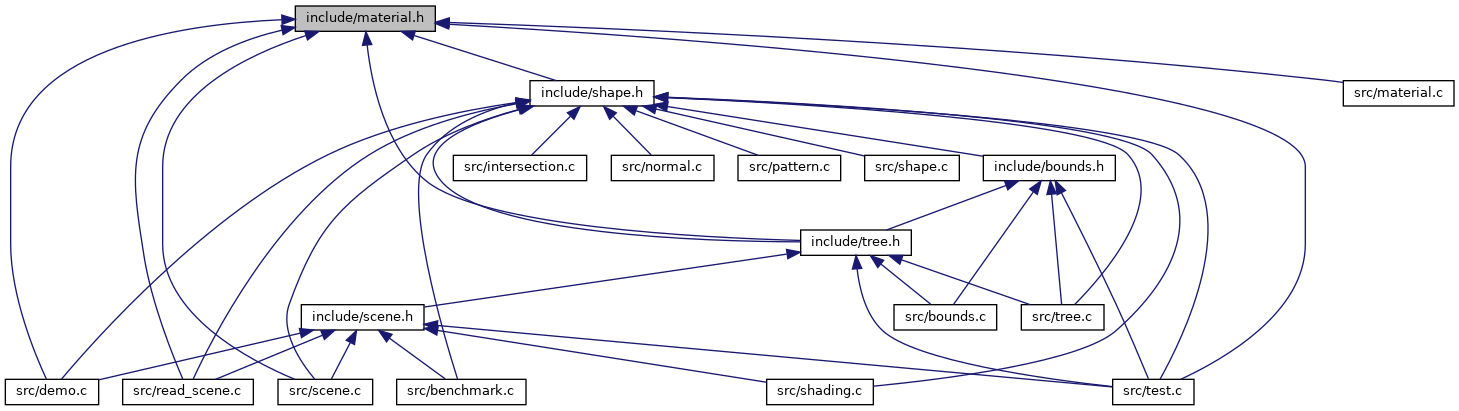 include/material.h
include/shape.h
src/material.c
src/intersection.c
src/normal.c
src/pattern.c
src/shape.c
include/bounds.h
include/tree.h
include/scene.h
src/bounds.c
src/tree.c
src/demo.c
src/read_scene.c
src/scene.c
src/benchmark.c
src/shading.c
src/test.c